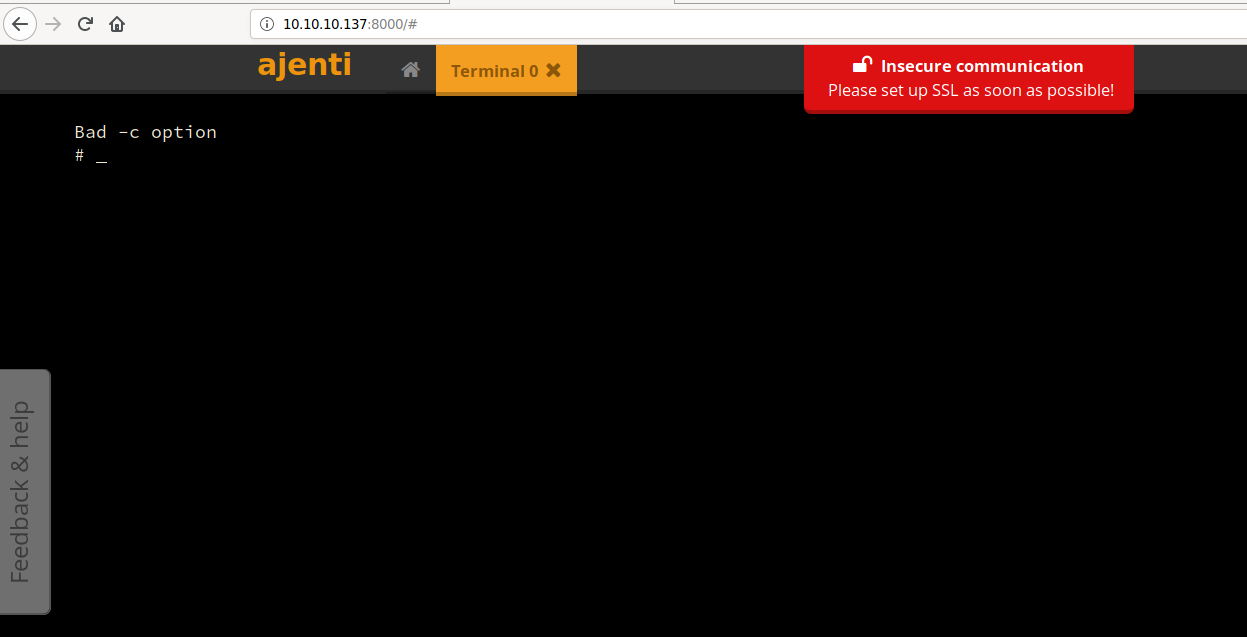 10.10.10.137:8000/#
ajenti
Terminal 0
Insecure communication
Please set up SSL as soon as possible!
Bad -c option
# _
Feedback & help